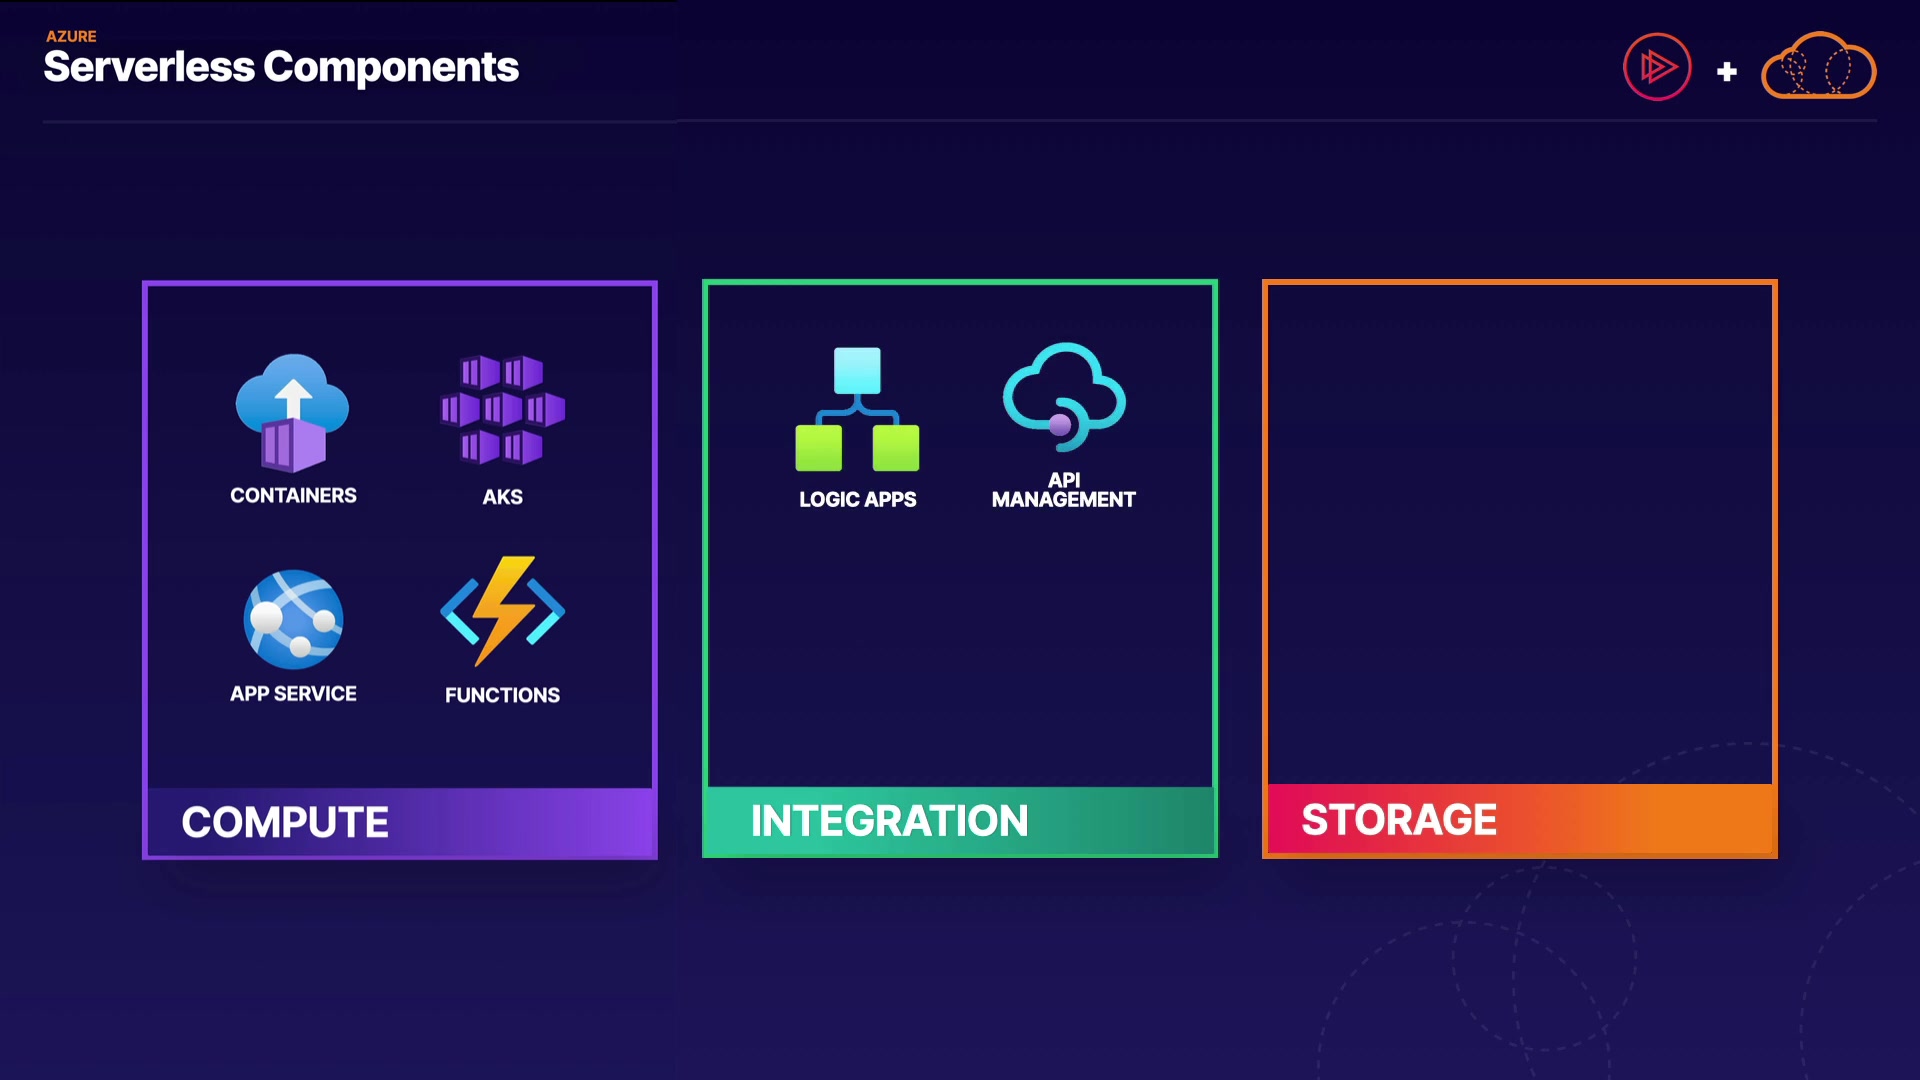 AZURE
Serverless Components
CONTAINERS
AKS
APP SERVICE
FUNCTIONS
COMPUTE
LOGIC APPS
API
MANAGEMENT
INTEGRATION
STORAGE